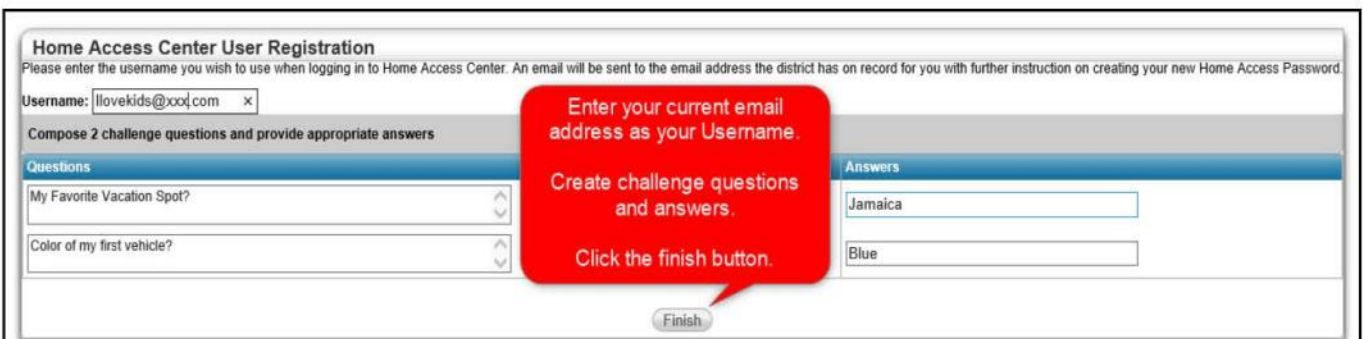 Home Access Center User Registration
Please enter the username you wish to use when logging in to Home Access Center. An email will be sent to the email address the district has on record for you with further instruction on creating your new Home Access Password.
Username: Ilovekids@xxx.com ×
Compose 2 challenge questions and provide appropriate answers
Enter your current email
address as your Username.
Create challenge questions
and answers.
Click the finish button.
Questions
Answers
My Favorite Vacation Spot?
Jamaica
Color of my first vehicle?
Blue
Finish